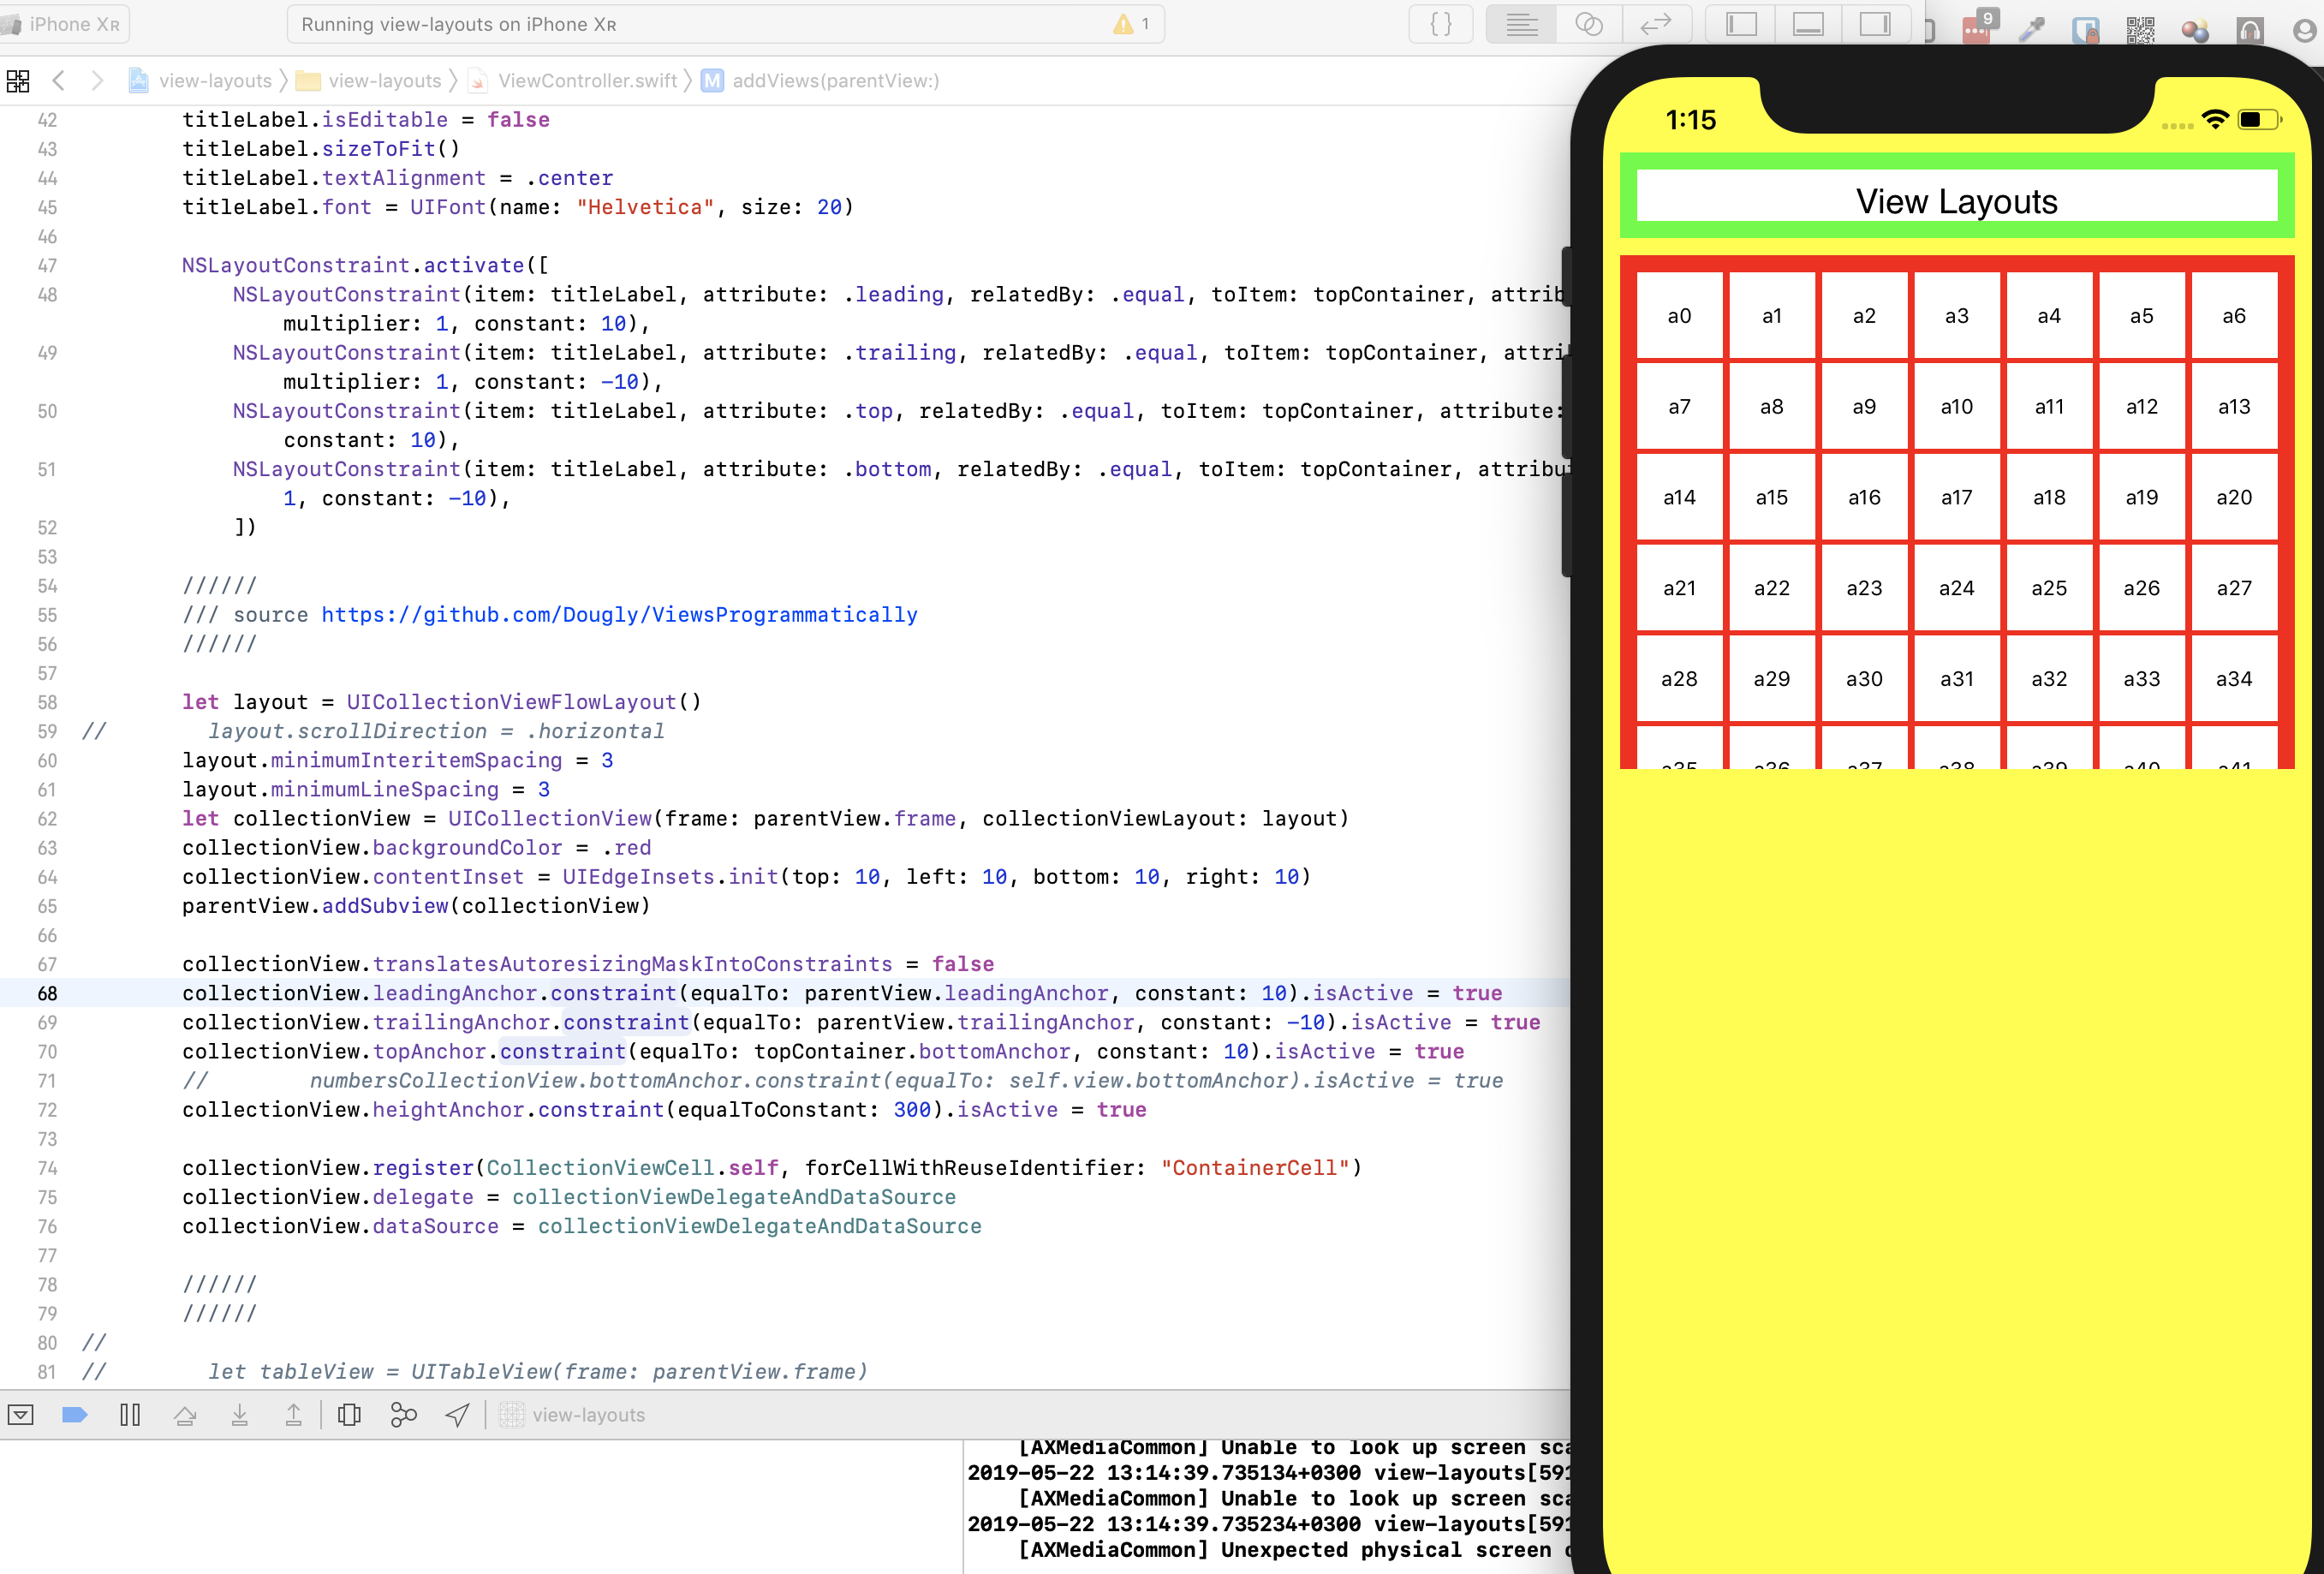 iPhone XR
Running view-layouts on iPhone XR
1
9
view-layouts
view-layouts
ViewController.swift
M
addViews(parentView:)
42 titleLabel.isEditable = false
43 titleLabel.sizeToFit()
44 titleLabel.textAlignment = .center
45 titleLabel.font = UIFont(name: "Helvetica", size: 20)
46
47 NSLayoutConstraint.activate([
48 NSLayoutConstraint(item: titleLabel, attribute: .leading, relatedBy: .equal, toItem: topContainer, attrib
multiplier: 1, constant: 10),
49 NSLayoutConstraint(item: titleLabel, attribute: .trailing, relatedBy: .equal, toItem: topContainer, attri
multiplier: 1, constant: -10),
50 NSLayoutConstraint(item: titleLabel, attribute: .top, relatedBy: .equal, toItem: topContainer, attribute:
constant: 10),
51 NSLayoutConstraint(item: titleLabel, attribute: .bottom, relatedBy: .equal, toItem: topContainer, attribu
1, constant: -10),
52 ])
53
54 //////
55 /// source https://github.com/Dougly/ViewsProgrammatically
56 //////
57
58 let layout = UICollectionViewFlowLayout()
59 // layout.scrollDirection = .horizontal
60 layout.minimumInteritemSpacing = 3
61 layout.minimumLineSpacing = 3
62 let collectionView = UICollectionView(frame: parentView.frame, collectionViewLayout: layout)
63 collectionView.backgroundColor = .red
64 collectionView.contentInset = UIEdgeInsets.init(top: 10, left: 10, bottom: 10, right: 10)
65 parentView.addSubview(collectionView)
66
67 collectionView.translatesAutoresizingMaskIntoConstraints = false
68 collectionView.leadingAnchor.constraint(equalTo: parentView.leadingAnchor, constant: 10).isActive = true
69 collectionView.trailingAnchor.constraint(equalTo: parentView.trailingAnchor, constant: -10).isActive = true
70 collectionView.topAnchor.constraint(equalTo: topContainer.bottomAnchor, constant: 10).isActive = true
71 // numbersCollectionView.bottomAnchor.constraint(equalTo: self.view.bottomAnchor).isActive = true
72 collectionView.heightAnchor.constraint(equalToConstant: 300).isActive = true
73
74 collectionView.register(CollectionViewCell.self, forCellWithReuseIdentifier: "ContainerCell")
75 collectionView.delegate = collectionViewDelegateAndDataSource
76 collectionView.dataSource = collectionViewDelegateAndDataSource
77
78 //////
79 //////
80 //
81 // let tableView = UITableView(frame: parentView.frame)
view-layouts
[AXMediaCommon] Unable to look up screen sca
2019-05-22 13:14:39.735134+0300 view-layouts[591
[AXMediaCommon] Unable to look up screen sca
2019-05-22 13:14:39.735234+0300 view-layouts[591
[AXMediaCommon] Unexpected physical screen
1:15
View Layouts
a0 a1 a2 a3 a4 a5 a6
a7 a8 a9 a10 a11 a12 a13
a14 a15 a16 a17 a18 a19 a20
a21 a22 a23 a24 a25 a26 a27
a28 a29 a30 a31 a32 a33 a34
a35 a36 a37 a38 a39 a40 a41